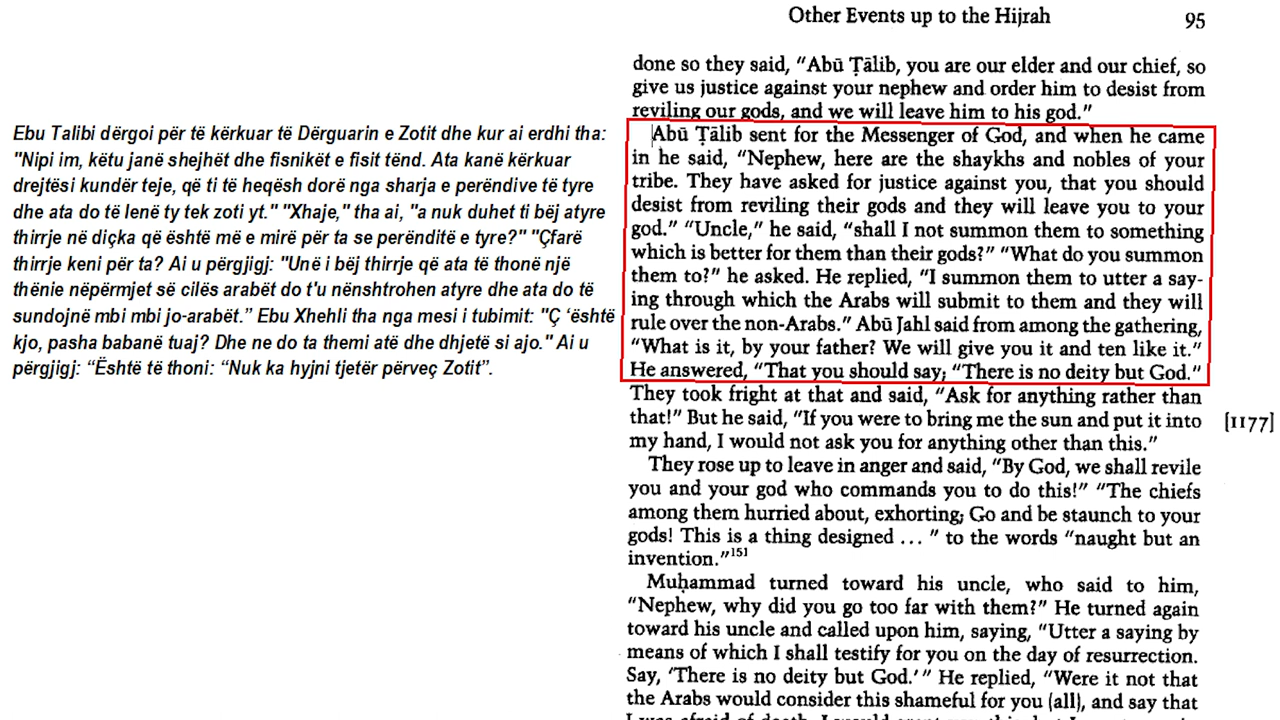 Other Events up to the Hijrah 95
Ebu Talibi dërgoi për të kërkuar të Dërguarin e Zotit dhe kur ai erdhi tha:
"Nipi im, këtu janë shejhët dhe fisnikët e fisit tënd. Ata kanë kërkuar
drejtësi kundër teje, që ti të heqësh dorë nga sharja e perëndive të tyre
dhe ata do të lenë ty tek zoti yt." "Xhaje," tha ai, "a nuk duhet ti bëj atyre
thirrje në diçka që është më e mirë për ta se perënditë e tyre?" "Çfarë
thirrje keni për ta? Ai u përgjigj: "Unë i bëj thirrje që ata të thonë një
thënie nëpërmjet së cilës arabët do t'u nënshtrohen atyre dhe ata do të
sundojnë mbi mbi jo-arabët.” Ebu Xhehli tha nga mesi i tubimit: "Ç ‘është
kjo, pasha babanë tuaj? Dhe ne do ta themi atë dhe dhjetë si ajo." Ai u
përgjigj: “Është të thoni: “Nuk ka hyjni tjetër përveç Zotit”.
done so they said, “Abū Ṭālib, you are our elder and our chief, so
give us justice against your nephew and order him to desist from
reviling our gods, and we will leave him to his god.”
Abū Ṭālib sent for the Messenger of God, and when he came
in he said, “Nephew, here are the shaykhs and nobles of your
tribe. They have asked for justice against you, that you should
desist from reviling their gods and they will leave you to your
god.” “Uncle,” he said, “shall I not summon them to something
which is better for them than their gods?” “What do you summon
them to?” he asked. He replied, “I summon them to utter a say-
ing through which the Arabs will submit to them and they will
rule over the non-Arabs.” Abū Jahl said from among the gathering,
“What is it, by your father? We will give you it and ten like it.”
He answered, “That you should say; “There is no deity but God.”
They took fright at that and said, “Ask for anything rather than
that!” But he said, “If you were to bring me the sun and put it into [1177]
my hand, I would not ask you for anything other than this.”
They rose up to leave in anger and said, “By God, we shall revile
you and your god who commands you to do this!” “The chiefs
among them hurried about, exhorting; Go and be staunch to your
gods! This is a thing designed ... ” to the words “naught but an
invention.”151
Muḥammad turned toward his uncle, who said to him,
“Nephew, why did you go too far with them?” He turned again
toward his uncle and called upon him, saying, “Utter a saying by
means of which I shall testify for you on the day of resurrection.
Say, ‘There is no deity but God.’” He replied, “Were it not that
the Arabs would consider this shameful for you (all), and say that
I was afraid of death, I would